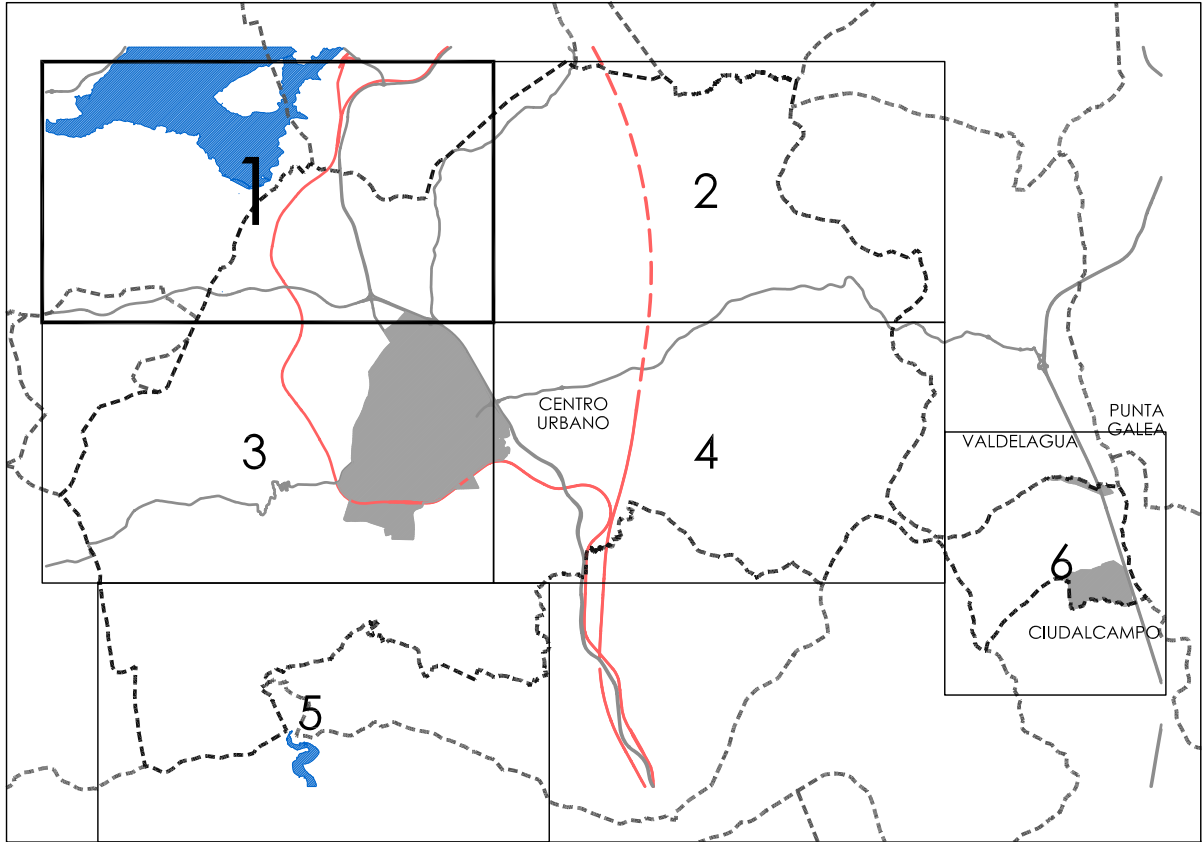 1
2
CENTRO
URBANO
PUNTA
GALEA
VALDELAGUA
3
4
6
CIUDALCAMPO
5